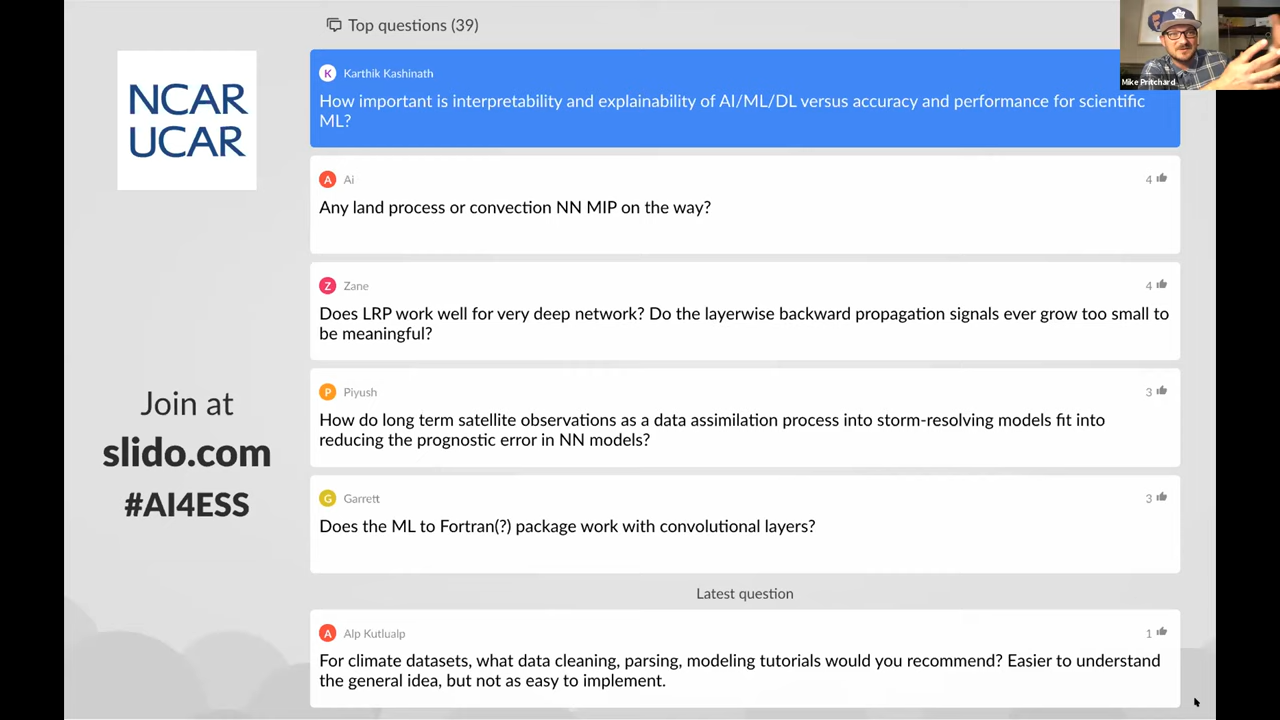 Top questions (39)
Mike Pritchard
NCAR
UCAR
K Karthik Kashinath
How important is interpretability and explainability of AI/ML/DL versus accuracy and performance for scientific
ML?
A Ai 4
Any land process or convection NN MIP on the way?
Z Zane 4
Does LRP work well for very deep network? Do the layerwise backward propagation signals ever grow too small to
be meaningful?
P Piyush 3
How do long term satellite observations as a data assimilation process into storm-resolving models fit into
reducing the prognostic error in NN models?
G Garrett 3
Does the ML to Fortran(?) package work with convolutional layers?
Join at
slido.com
#AI4ESS
Latest question
A Alp Kutlualp 1
For climate datasets, what data cleaning, parsing, modeling tutorials would you recommend? Easier to understand
the general idea, but not as easy to implement.